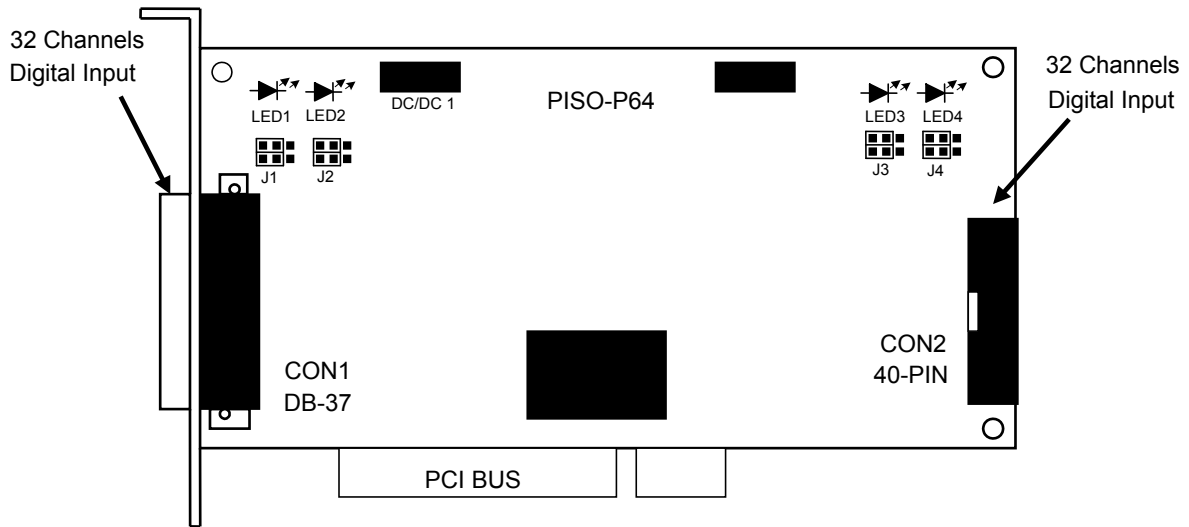 32 Channels
Digital Input
LED1
LED2
DC/DC 1
PISO-P64
LED3
LED4
32 Channels
Digital Input
J1
J2
J3
J4
CON1
DB-37
CON2
40-PIN
PCI BUS